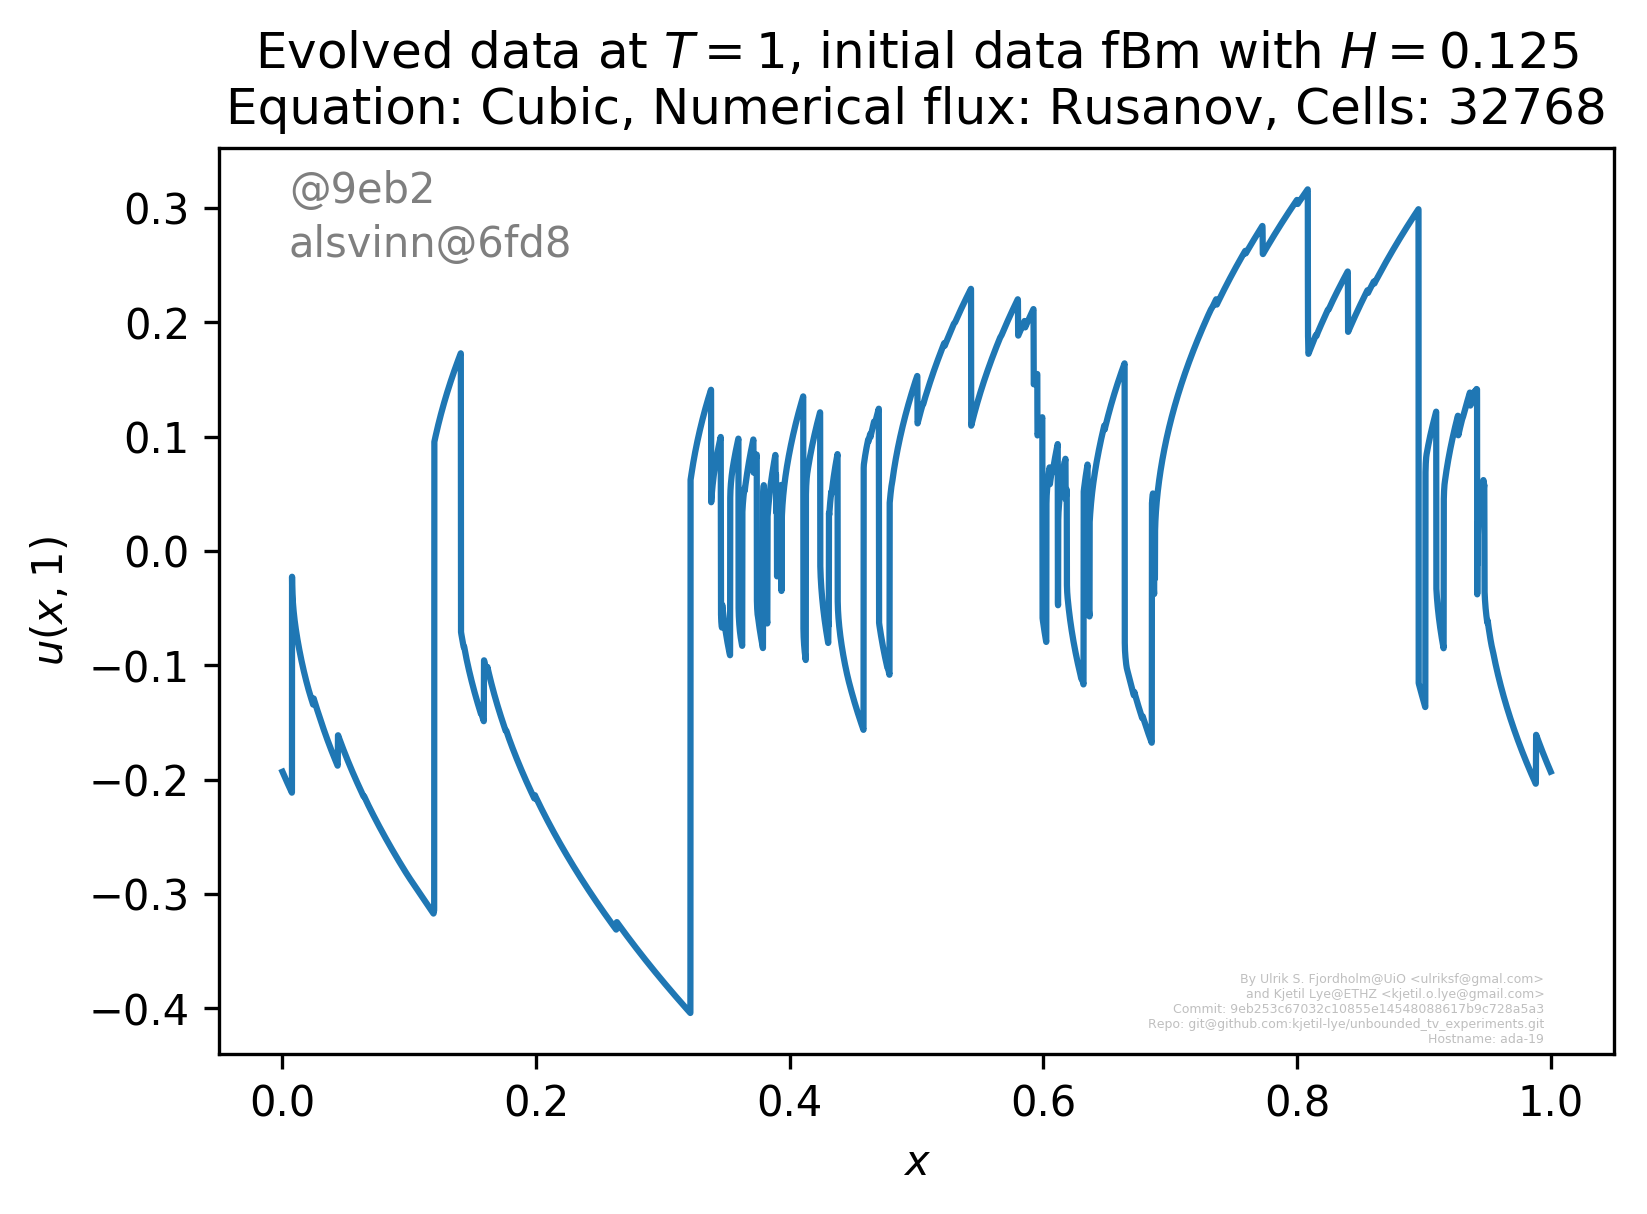 Evolved data at T = 1, initial data fBm with H = 0.125
Equation: Cubic, Numerical flux: Rusanov, Cells: 32768
@9eb2
alsvinn@6fd8
0.3
0.2
0.1
0.0
−0.1
−0.2
−0.3
−0.4
u(x, 1)
By Ulrik S. Fjordholm@UiO <ulriksf@gmal.com>
and Kjetil Lye@ETHZ <kjetil.o.lye@gmail.com>
Commit: 9eb253c67032c10855e14548088617b9c728a5a3
Repo: git@github.com:kjetil-lye/unbounded_tv_experiments.git
Hostname: ada-19
0.0 0.2 0.4 0.6 0.8 1.0
x